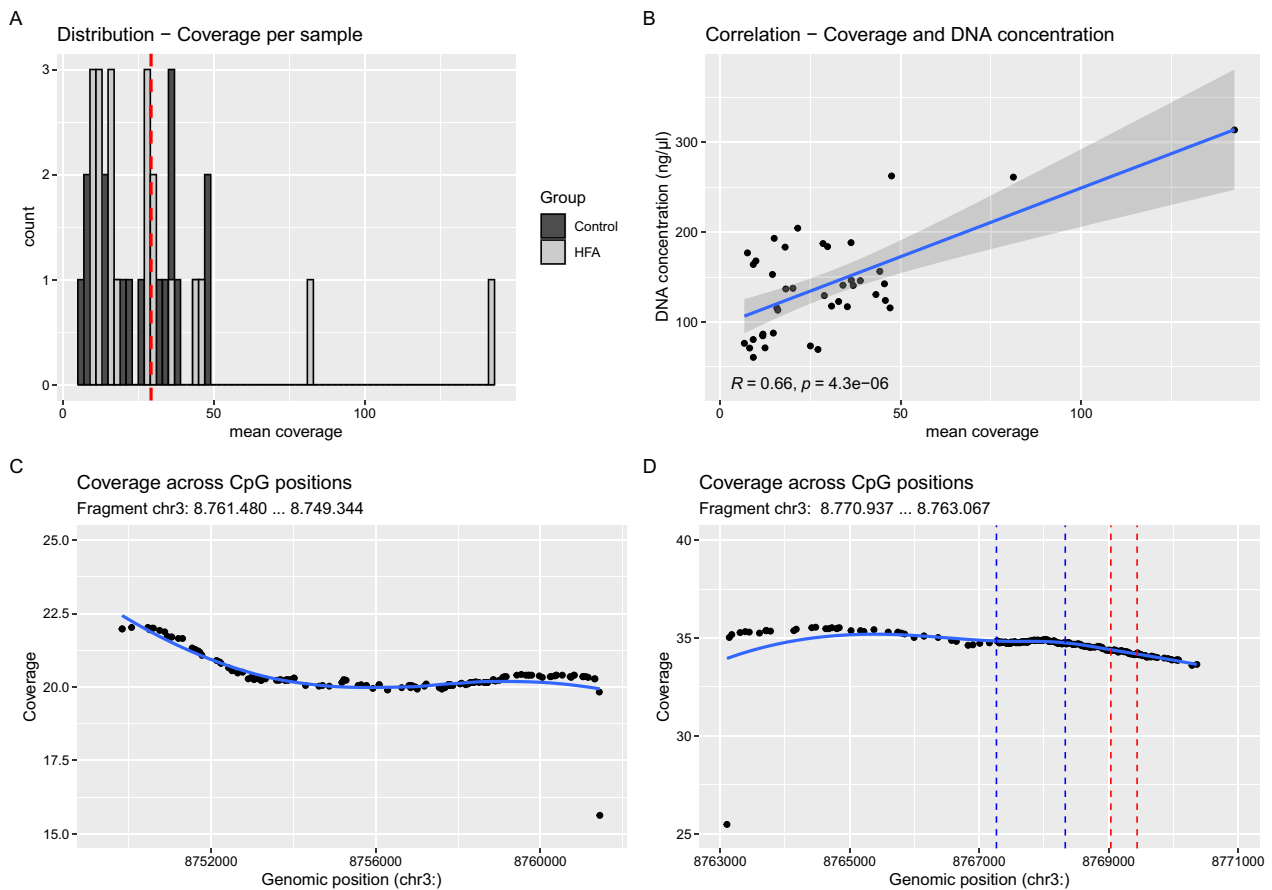 A
Distribution − Coverage per sample
3
2
1
0
count
0
50
100
mean coverage
Group
Control
HFA
B
Correlation − Coverage and DNA concentration
300
200
100
DNA concentration (ng/µl)
R = 0.66, p = 4.3e−06
0
50
100
mean coverage
C
Coverage across CpG positions
Fragment chr3: 8.761.480 ... 8.749.344
25.0
22.5
20.0
17.5
15.0
Coverage
8752000
8756000
8760000
Genomic position (chr3:)
D
Coverage across CpG positions
Fragment chr3: 8.770.937 ... 8.763.067
40
35
30
25
Coverage
8763000
8765000
8767000
8769000
8771000
Genomic position (chr3:)